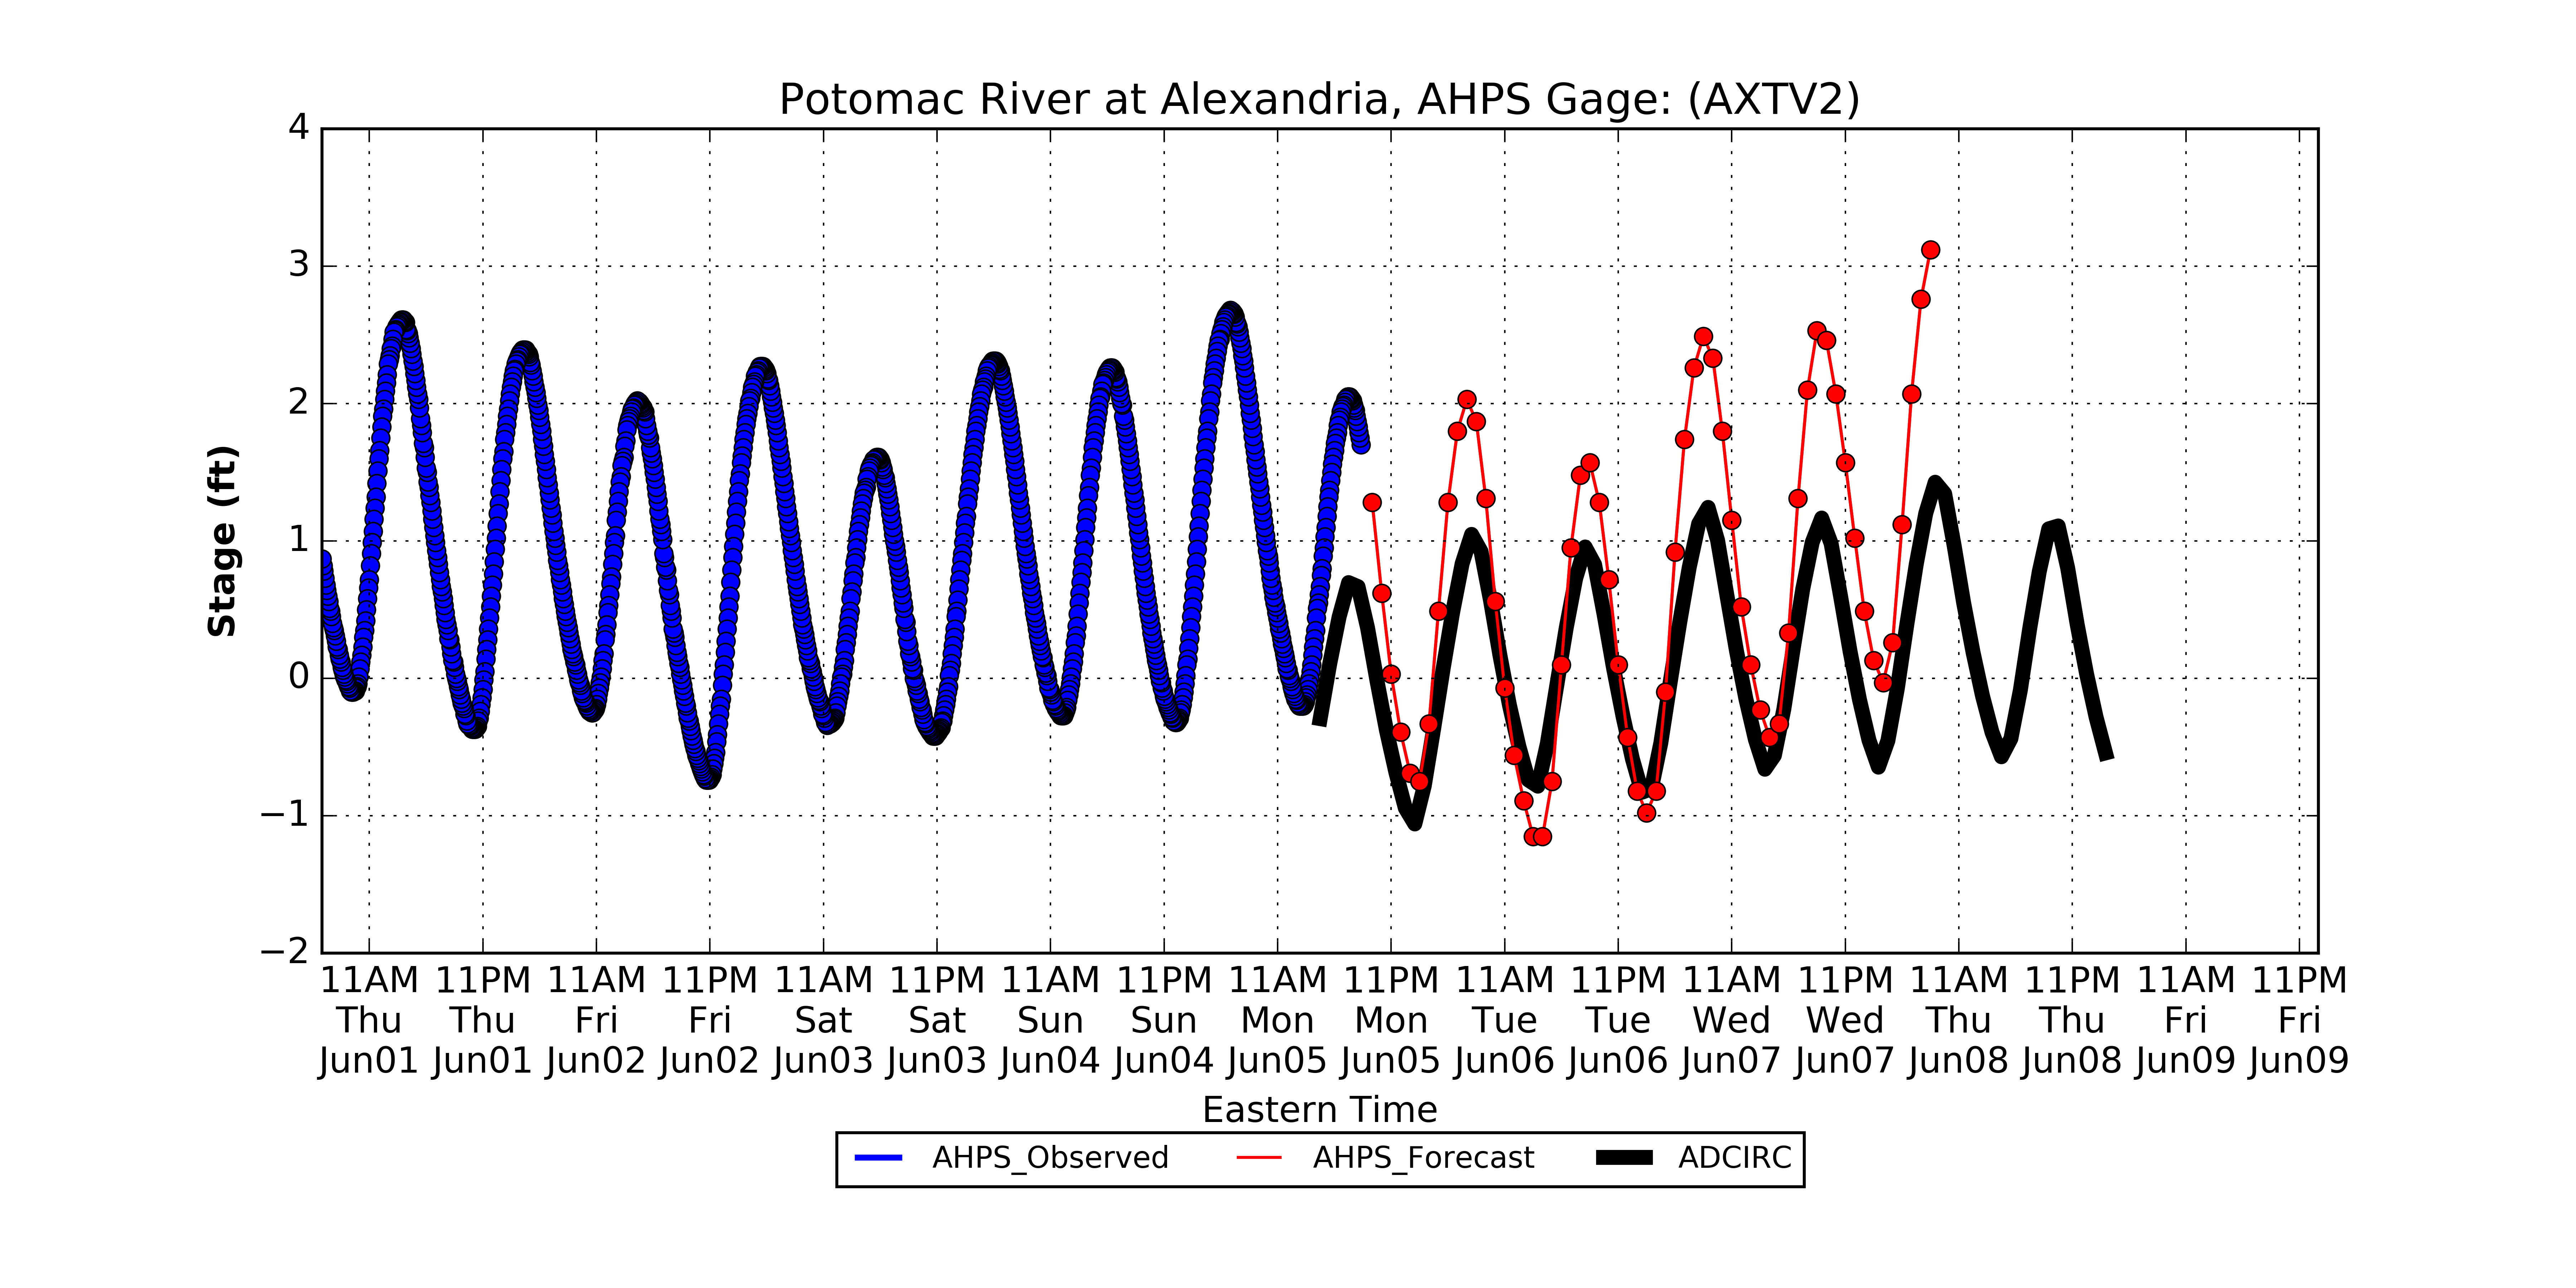 Potomac River at Alexandria, AHPS Gage: (AXTV2)
4
3
2
1
0
−1
−2
Stage (ft)
11AM 11PM 11AM 11PM 11AM 11PM 11AM 11PM 11AM 11PM 11AM 11PM 11AM 11PM 11AM 11PM 11AM 11PM
Thu Thu Fri Fri Sat Sat Sun Sun Mon Mon Tue Tue Wed Wed Thu Thu Fri Fri
Jun01 Jun01 Jun02 Jun02 Jun03 Jun03 Jun04 Jun04 Jun05 Jun05 Jun06 Jun06 Jun07 Jun07 Jun08 Jun08 Jun09 Jun09
Eastern Time
AHPS_Observed AHPS_Forecast ADCIRC